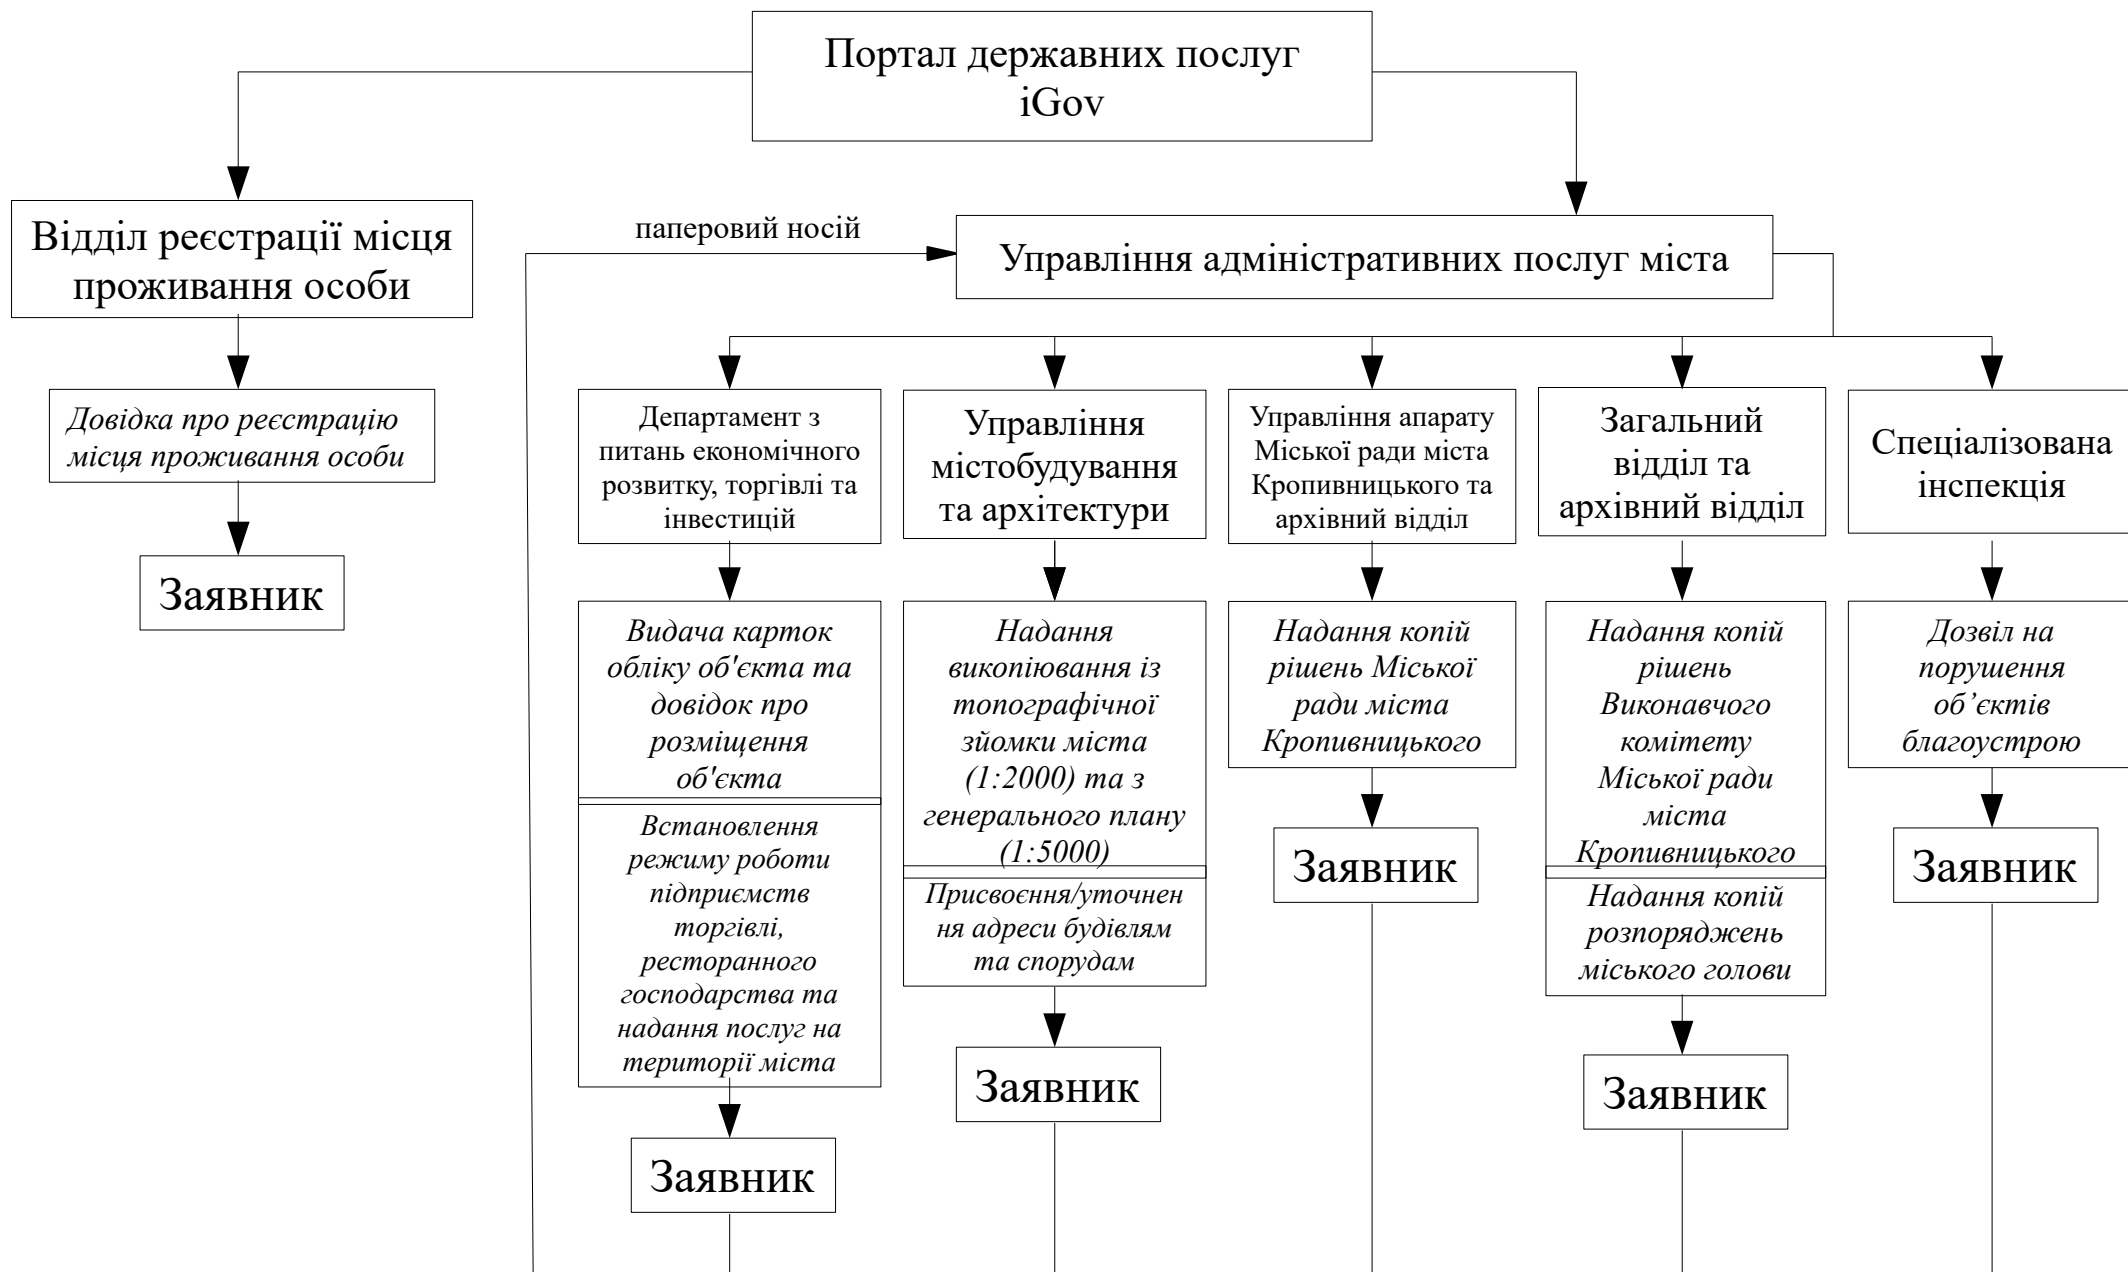 Портал державних послуг
iGov
Відділ реєстрації місця
проживання особи
паперовий носій
Управління адміністративних послуг міста
Довідка про реєстрацію
місця проживання особи
Заявник
Департамент з
питань економічного
розвитку, торгівлі та
інвестицій
Управління
містобудування
та архітектури
Управління апарату
Міської ради міста
Кропивницького та
архівний відділ
Загальний
відділ та
архівний відділ
Спеціалізована
інспекція
Видача карток
обліку об'єкта та
довідок про
розміщення
об'єкта
Встановлення
режиму роботи
підприємств
торгівлі,
ресторанного
господарства та
надання послуг на
території міста
Заявник
Надання
викопіювання із
топографічної
зйомки міста
(1:2000) та з
генерального плану
(1:5000)
Присвоєння/уточнен
ня адреси будівлям
та спорудам
Заявник
Надання копій
рішень Міської
ради міста
Кропивницького
Заявник
Надання копій
рішень
Виконавчого
комітету
Міської ради
міста
Кропивницького
Надання копій
розпоряджень
міського голови
Заявник
Дозвіл на
порушення
об’єктів
благоустрою
Заявник